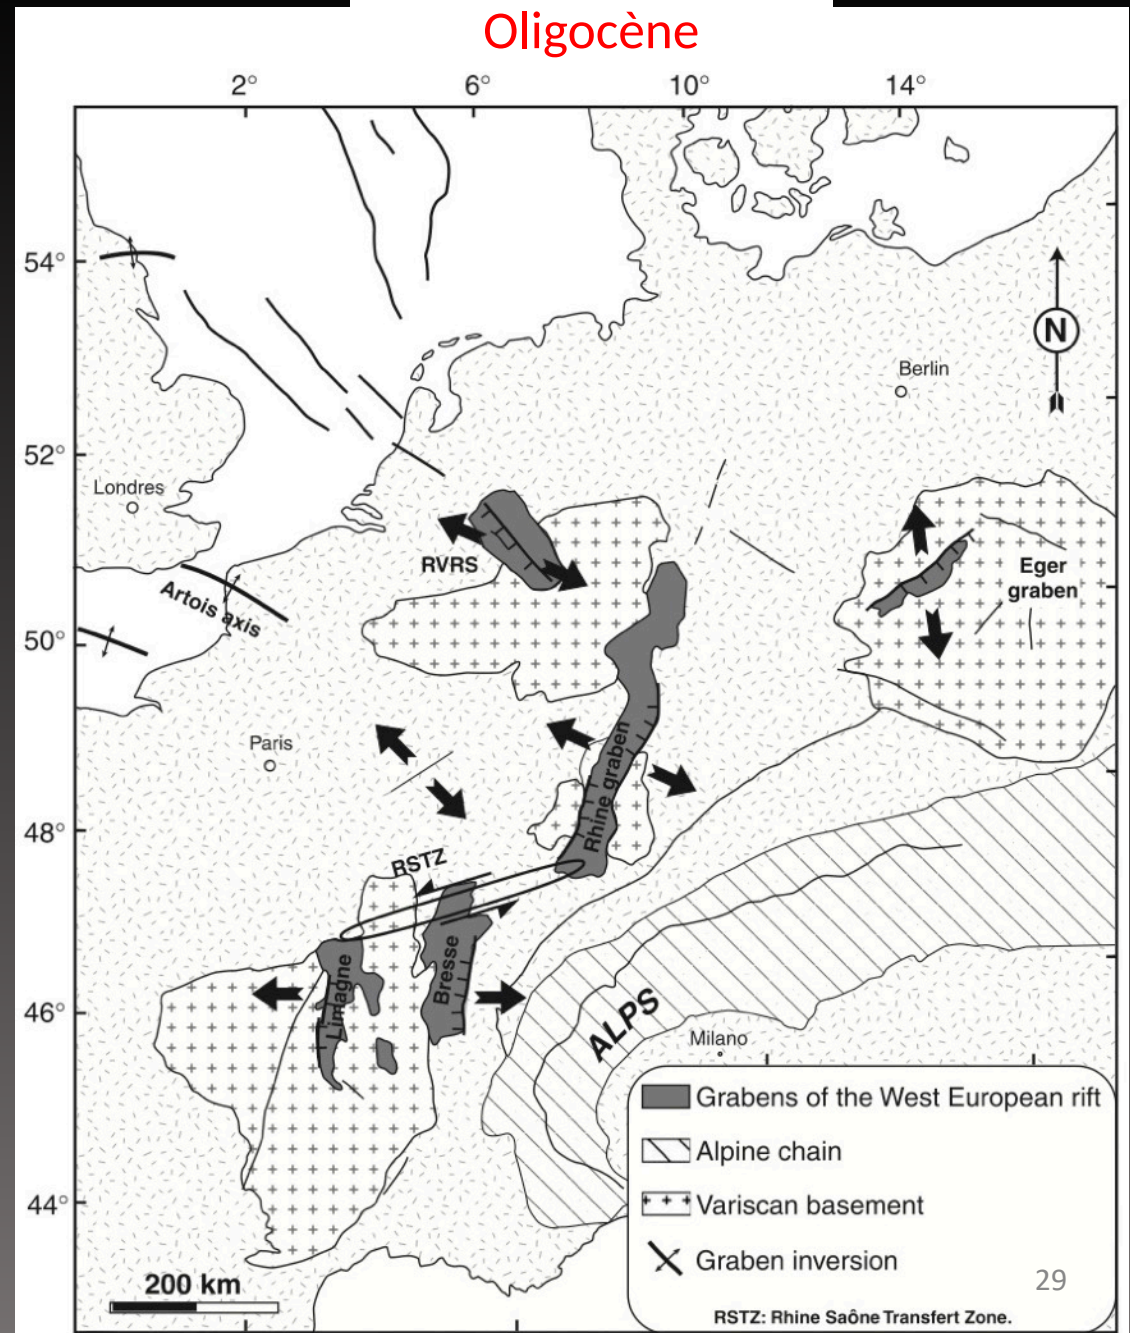 Oligocène
2°
6°
10°
14°
54°
N
Berlin
52°
Londres
RVRS
Eger
graben
Artois axis
50°
Paris
Rhine graben
48°
RSTZ
Limagne
Bresse
46°
ALPS
Milano
Grabens of the West European rift
Alpine chain
Variscan basement
44°
Graben inversion
200 km
29
RSTZ: Rhine Saône Transfert Zone.